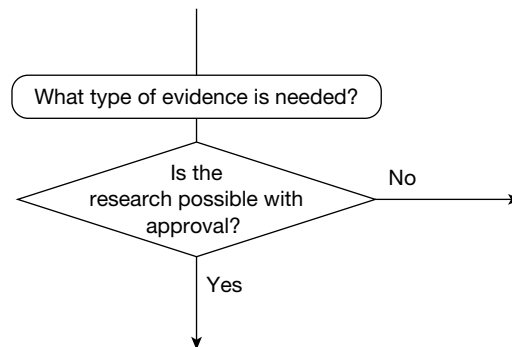 What type of evidence is needed?
Is the
research possible with
approval?
No
Yes